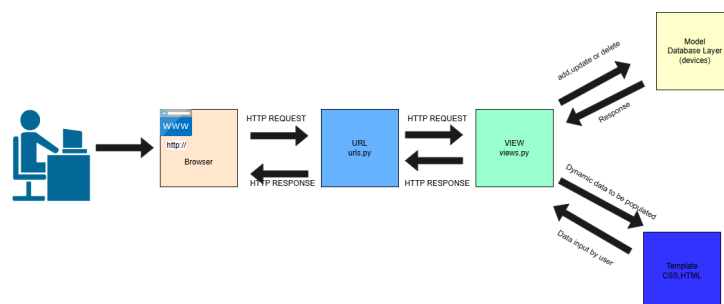 WWW
http://
Browser
HTTP REQUEST
HTTP RESPONSE
URL
urls.py
HTTP REQUEST
HTTP RESPONSE
VIEW
views.py
add,update or delete
Response
Model
Database Layer
(devices)
Dynamic data to be populated
Data input by user
Template
CSS,HTML